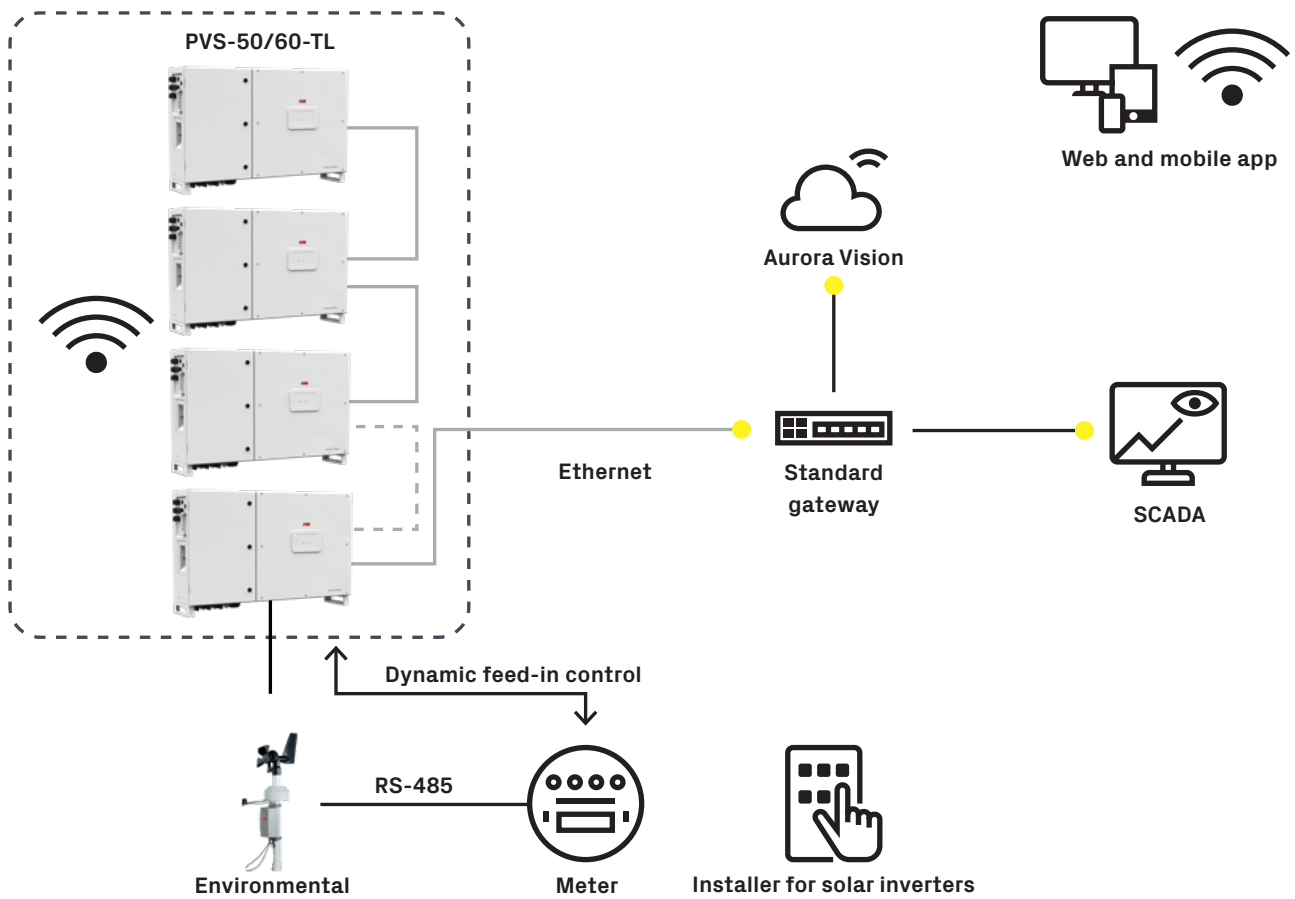 PVS-50/60-TL
Web and mobile app
Aurora Vision
Ethernet
Standard
gateway
SCADA
Dynamic feed-in control
RS-485
Environmental
Meter
Installer for solar inverters